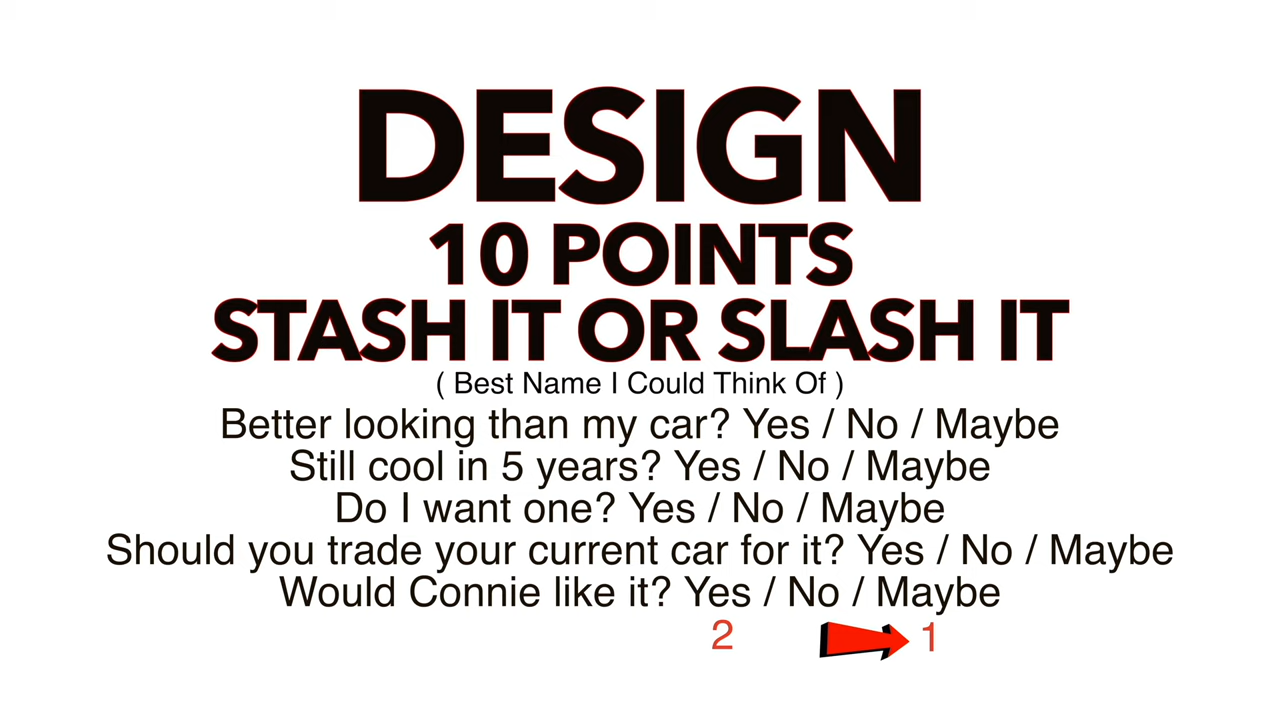 DESIGN
10 POINTS
STASH IT OR SLASH IT
( Best Name I Could Think Of )
Better looking than my car? Yes / No / Maybe
Still cool in 5 years? Yes / No / Maybe
Do I want one? Yes / No / Maybe
Should you trade your current car for it? Yes / No / Maybe
Would Connie like it? Yes / No / Maybe
2 1